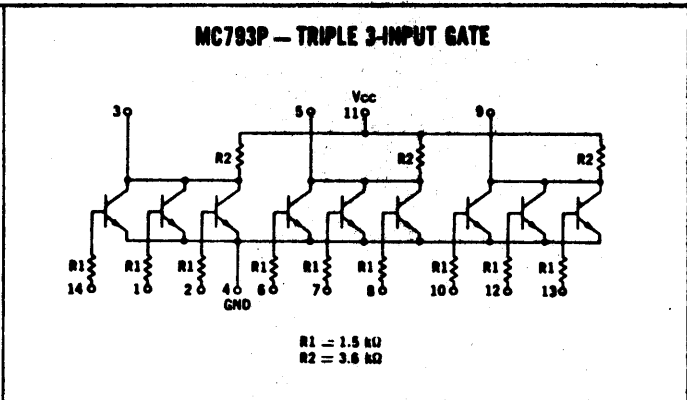 MC793P — TRIPLE 3-INPUT GATE
Vcc
3 5 11 9
R2 R2 R2
R1 R1 R1 R1 R1 R1 R1 R1 R1
14 1 2 4 6 7 8 10 12 13
GND
R1 = 1.5 kΩ
R2 = 3.6 kΩ